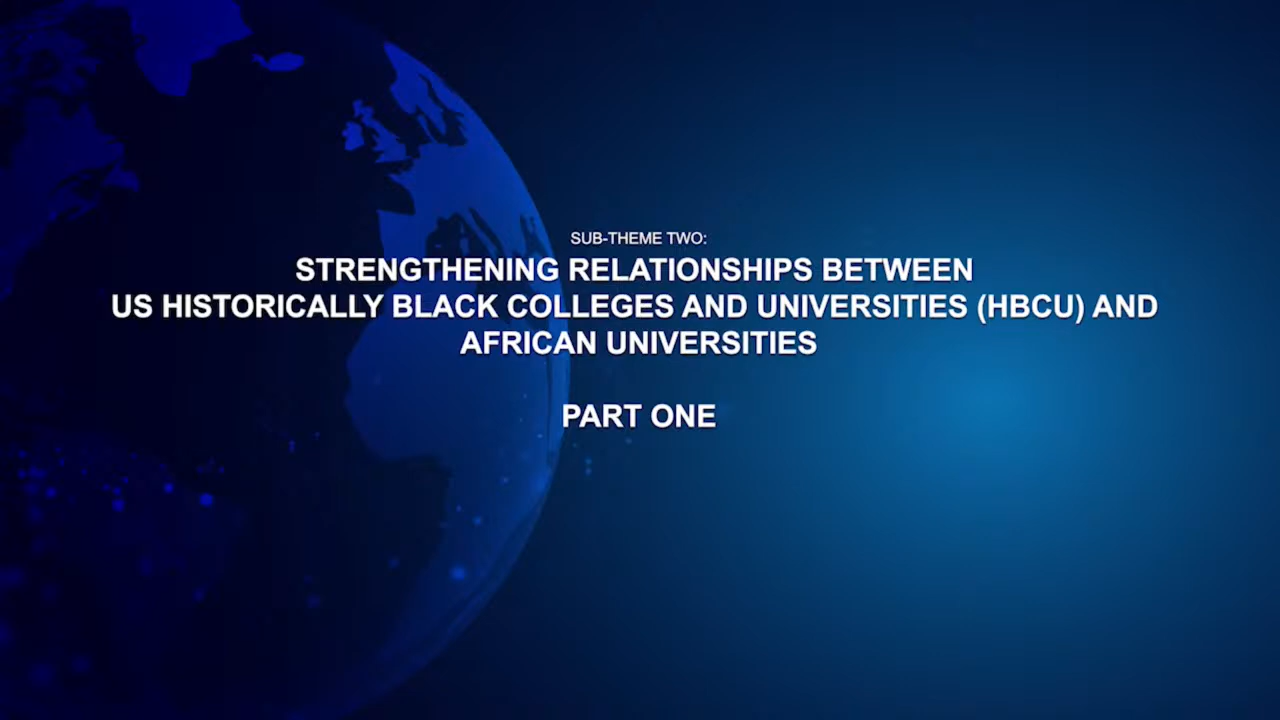 SUB-THEME TWO:
STRENGTHENING RELATIONSHIPS BETWEEN
US HISTORICALLY BLACK COLLEGES AND UNIVERSITIES (HBCU) AND
AFRICAN UNIVERSITIES
PART ONE